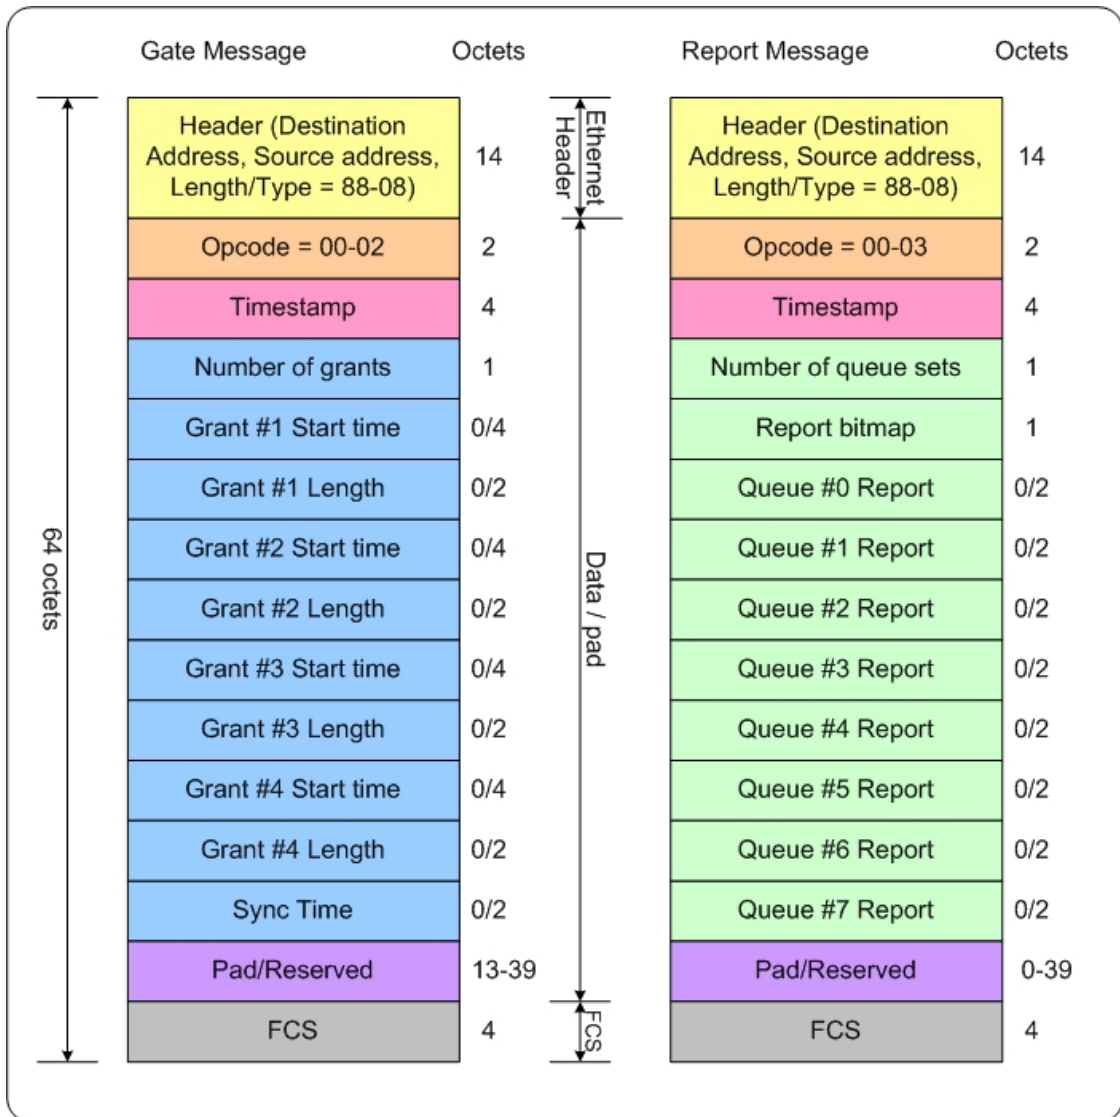 Gate Message Octets Report Message Octets
64 octets
Header (Destination
Address, Source address,
Length/Type = 88-08)
14
Ethernet
Header
Header (Destination
Address, Source address,
Length/Type = 88-08)
14
Opcode = 00-02 2 Opcode = 00-03 2
Timestamp 4 Timestamp 4
Number of grants 1 Number of queue sets 1
Grant #1 Start time 0/4 Report bitmap 1
Grant #1 Length 0/2 Queue #0 Report 0/2
Grant #2 Start time 0/4 Queue #1 Report 0/2
Data / pad
Grant #2 Length 0/2 Queue #2 Report 0/2
Grant #3 Start time 0/4 Queue #3 Report 0/2
Grant #3 Length 0/2 Queue #4 Report 0/2
Grant #4 Start time 0/4 Queue #5 Report 0/2
Grant #4 Length 0/2 Queue #6 Report 0/2
Sync Time 0/2 Queue #7 Report 0/2
Pad/Reserved 13-39 Pad/Reserved 0-39
FCS 4 FCS FCS 4